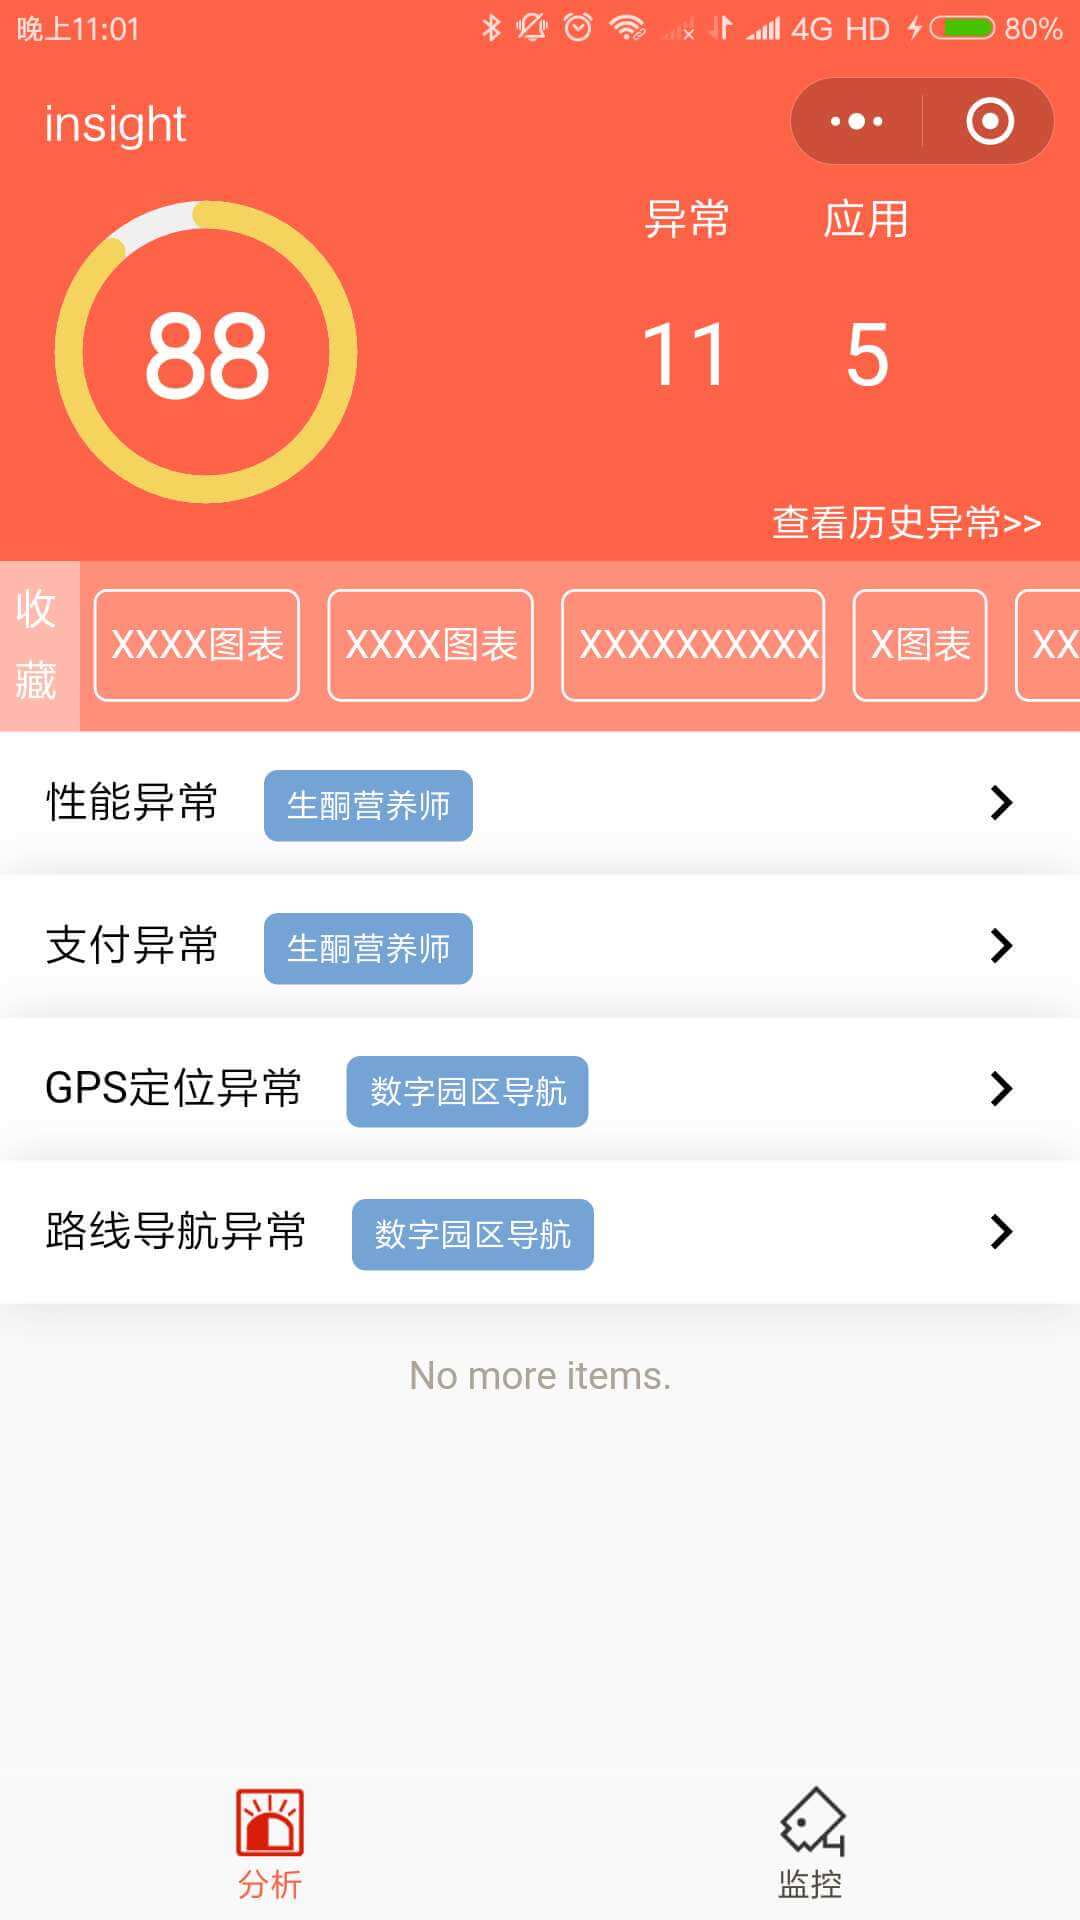 晚上11:01 4G HD 80%
insight
异常 应用
88 11 5
查看历史异常>>
收藏
XXXX图表 XXXX图表 XXXXXXXXXX X图表 XX
性能异常 生酮营养师
支付异常 生酮营养师
GPS定位异常 数字园区导航
路线导航异常 数字园区导航
No more items.
分析 监控